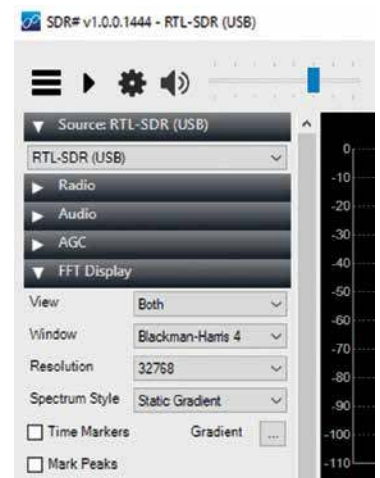 SDR# v1.0.0.1444 - RTL-SDR (USB)
Source: RTL-SDR (USB)
RTL-SDR (USB)
Radio
Audio
AGC
FFT Display
View Both
Window Blackman-Harris 4
Resolution 32768
Spectrum Style Static Gradient
Time Markers Gradient ...
Mark Peaks
0
-10
-20
-30
-40
-50
-60
-70
-80
-90
-100
-110